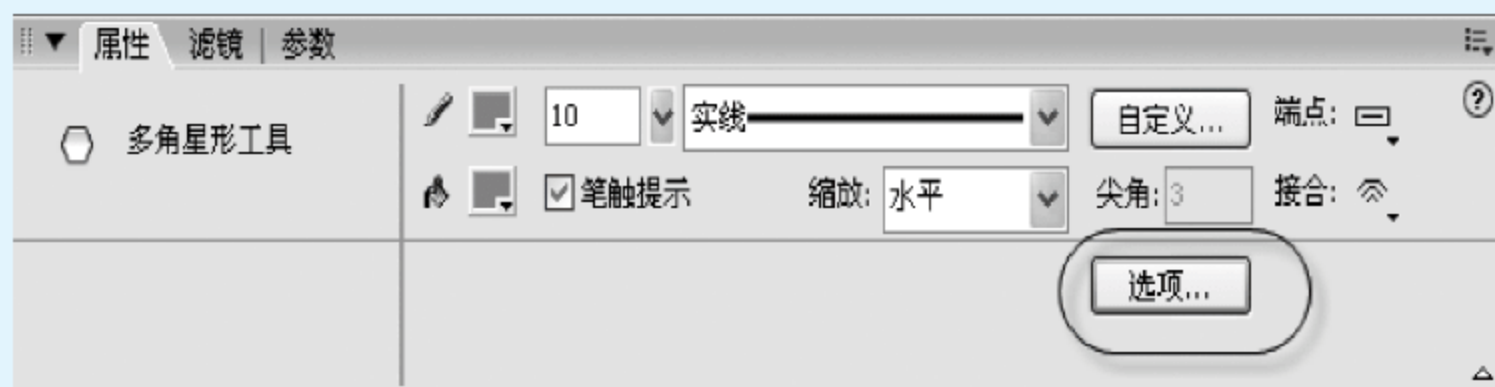 属性 滤镜 | 参数
多角星形工具
10 实线 自定义... 端点:
笔触提示 缩放: 水平 尖角: 3 接合:
选项...